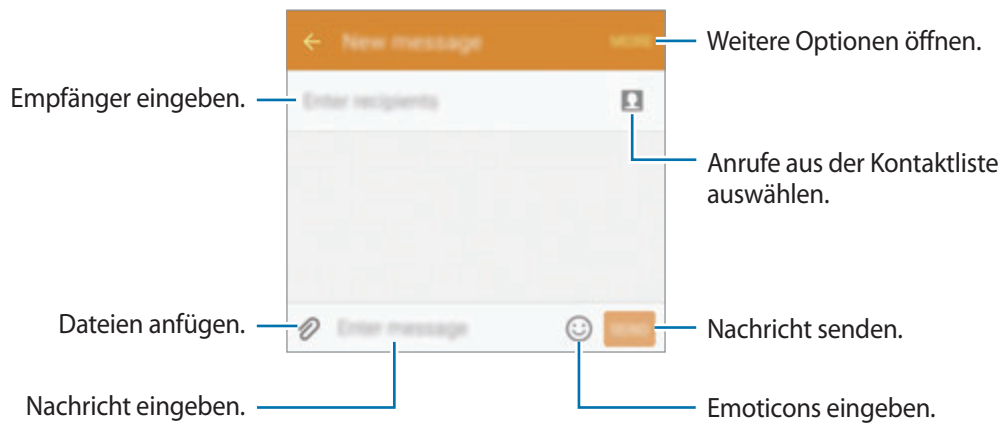 New message
MORE
Weitere Optionen öffnen.
Empfänger eingeben.
Enter recipients
Anrufe aus der Kontaktliste
auswählen.
Dateien anfügen.
Enter message
SEND
Nachricht senden.
Nachricht eingeben.
Emoticons eingeben.